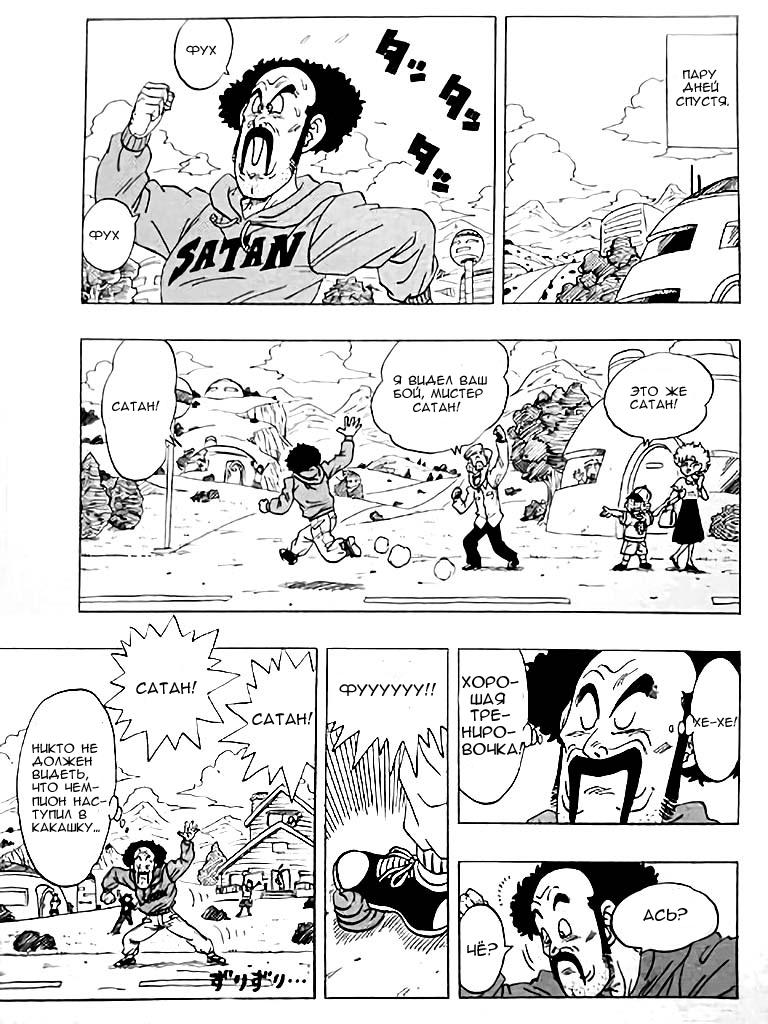 ПАРУ
ДНЕЙ
СПУСТЯ.
タッ
タッ
タッ
ФУХ
ФУХ
SATAN
ЭТО ЖЕ
САТАН!
Я ВИДЕЛ ВАШ
БОЙ, МИСТЕР
САТАН!
САТАН!
ХЕ-ХЕ!
ХОРО-
ШАЯ
ТРЕ-
НИРО-
ВОЧКА!
АСЬ?
ЧЁ?
ФУУУУУУ!!
САТАН!
САТАН!
НИКТО НЕ
ДОЛЖЕН
ВИДЕТЬ,
ЧТО ЧЕМ-
ПИОН НАС-
ТУПИЛ В
КАКАШКУ...
ずりずり…